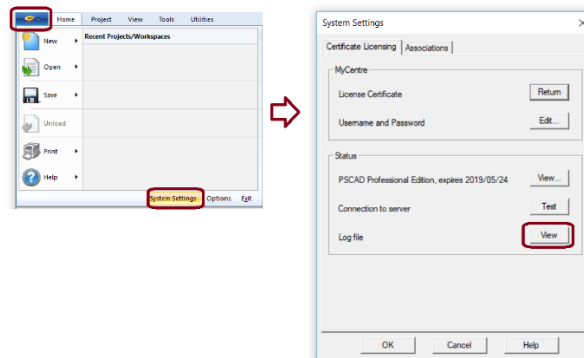 Home Project View Tools Utilities
New
Recent Projects/Workspaces
Open
Save
Unload
Print
Help
System Settings Options Exit
System Settings
Certificate Licensing Associations
MyCentre
License Certificate Return
Username and Password Edit...
Status
PSCAD Professional Edition, expires 2019/05/24 View...
Connection to server Test
Log file View
OK Cancel Help